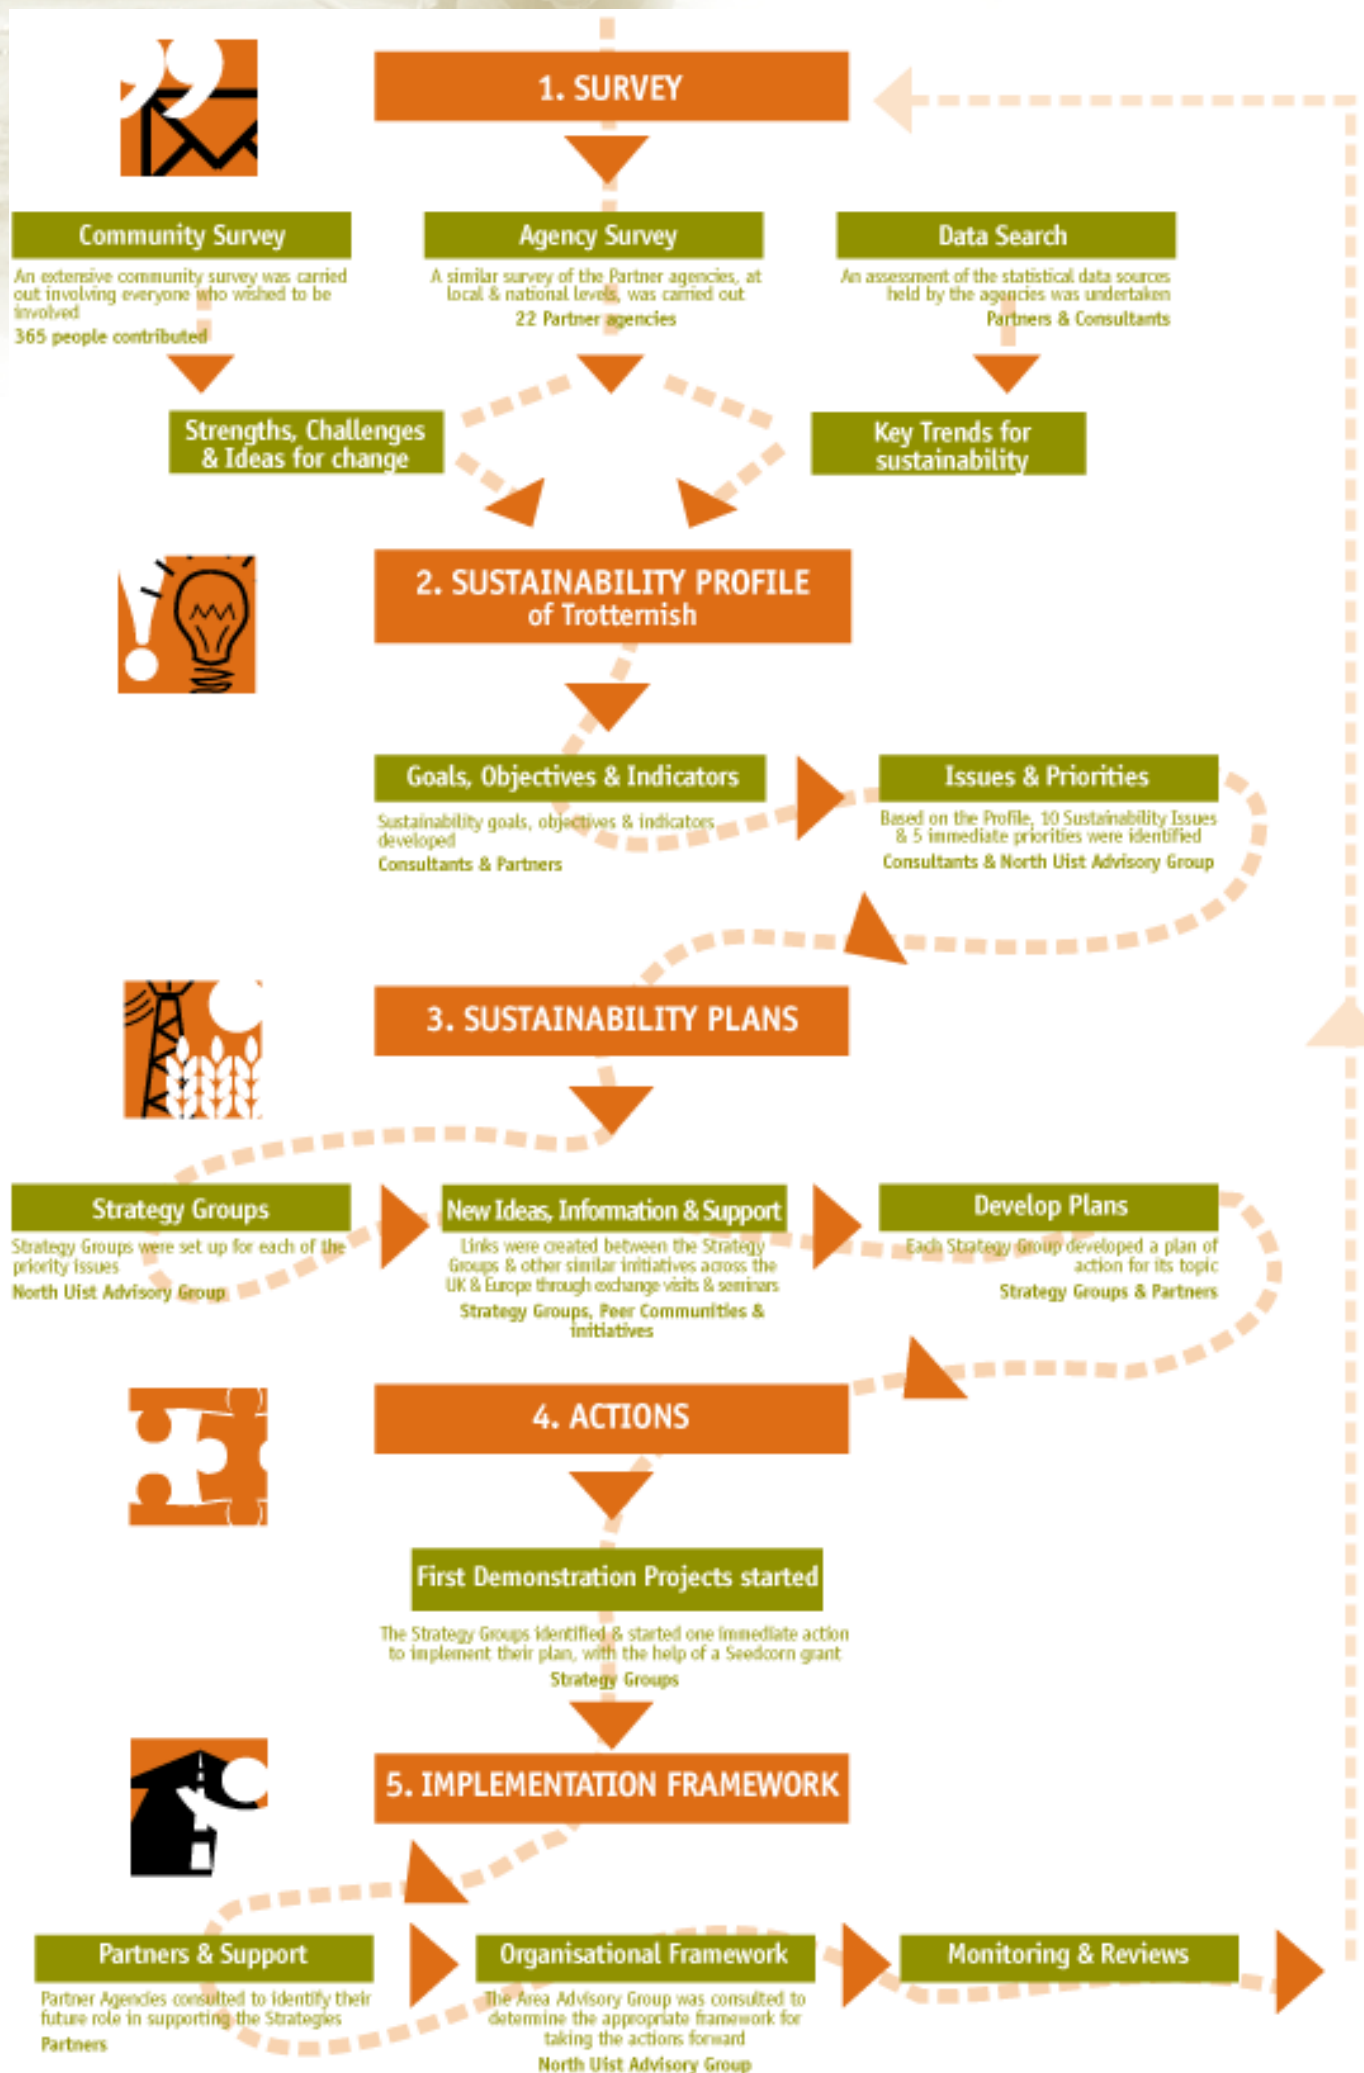 1. SURVEY
Community Survey
An extensive community survey was carried
out involving everyone who wished to be
involved
365 people contributed
Agency Survey
A similar survey of the Partner agencies, at
local & national levels, was carried out
22 Partner agencies
Data Search
An assessment of the statistical data sources
held by the agencies was undertaken
Partners & Consultants
Strengths, Challenges
& Ideas for change
Key Trends for
sustainability
2. SUSTAINABILITY PROFILE
of Trotternish
Goals, Objectives & Indicators
Sustainability goals, objectives & indicators
developed
Consultants & Partners
Issues & Priorities
Based on the Profile, 10 Sustainability Issues
& 5 immediate priorities were identified
Consultants & North Uist Advisory Group
3. SUSTAINABILITY PLANS
Strategy Groups
Strategy Groups were set up for each of the
priority issues
North Uist Advisory Group
New Ideas, Information & Support
Links were created between the Strategy
Groups & other similar initiatives across the
UK & Europe through exchange visits & seminars
Strategy Groups, Peer Communities &
initiatives
Develop Plans
Each Strategy Group developed a plan of
action for its topic
Strategy Groups & Partners
4. ACTIONS
First Demonstration Projects started
The Strategy Groups identified & started one immediate action
to implement their plan, with the help of a Seedcorn grant
Strategy Groups
5. IMPLEMENTATION FRAMEWORK
Partners & Support
Partner Agencies consulted to identify their
future role in supporting the Strategies
Partners
Organisational Framework
The Area Advisory Group was consulted to
determine the appropriate framework for
taking the actions forward
North Uist Advisory Group
Monitoring & Reviews